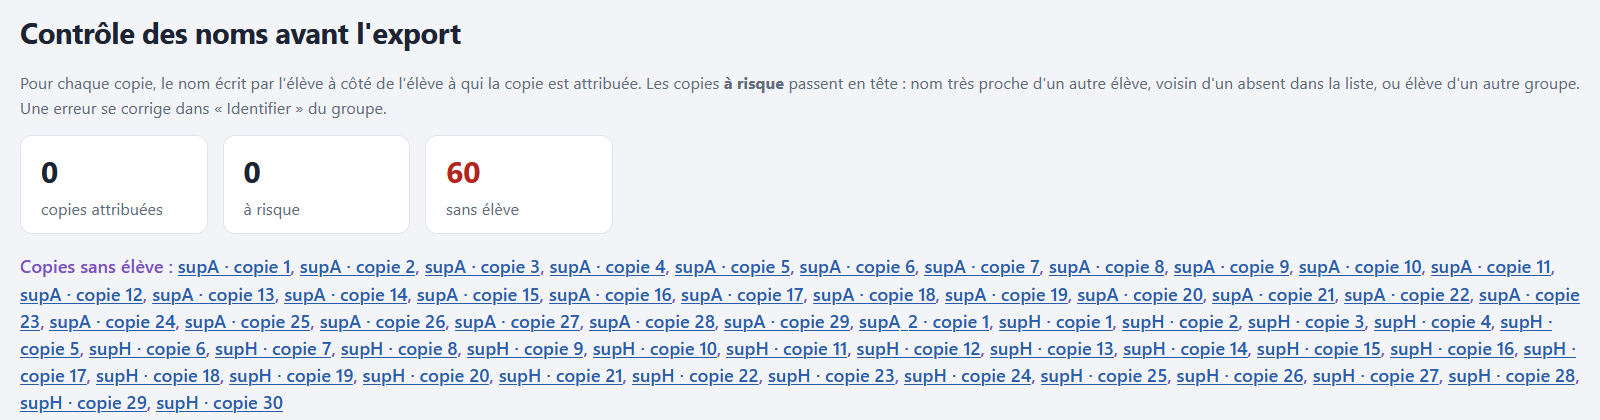 Contrôle des noms avant l'export
Pour chaque copie, le nom écrit par l'élève à côté de l'élève à qui la copie est attribuée. Les copies à risque passent en tête : nom très proche d'un autre élève, voisin d'un absent dans la liste, ou élève d'un autre groupe.
Une erreur se corrige dans « Identifier » du groupe.
0
copies attribuées
0
à risque
60
sans élève
Copies sans élève : supA · copie 1, supA · copie 2, supA · copie 3, supA · copie 4, supA · copie 5, supA · copie 6, supA · copie 7, supA · copie 8, supA · copie 9, supA · copie 10, supA · copie 11,
supA · copie 12, supA · copie 13, supA · copie 14, supA · copie 15, supA · copie 16, supA · copie 17, supA · copie 18, supA · copie 19, supA · copie 20, supA · copie 21, supA · copie 22, supA · copie
23, supA · copie 24, supA · copie 25, supA · copie 26, supA · copie 27, supA · copie 28, supA · copie 29, supA_2 · copie 1, supH · copie 1, supH · copie 2, supH · copie 3, supH · copie 4, supH ·
copie 5, supH · copie 6, supH · copie 7, supH · copie 8, supH · copie 9, supH · copie 10, supH · copie 11, supH · copie 12, supH · copie 13, supH · copie 14, supH · copie 15, supH · copie 16, supH ·
copie 17, supH · copie 18, supH · copie 19, supH · copie 20, supH · copie 21, supH · copie 22, supH · copie 23, supH · copie 24, supH · copie 25, supH · copie 26, supH · copie 27, supH · copie 28,
supH · copie 29, supH · copie 30